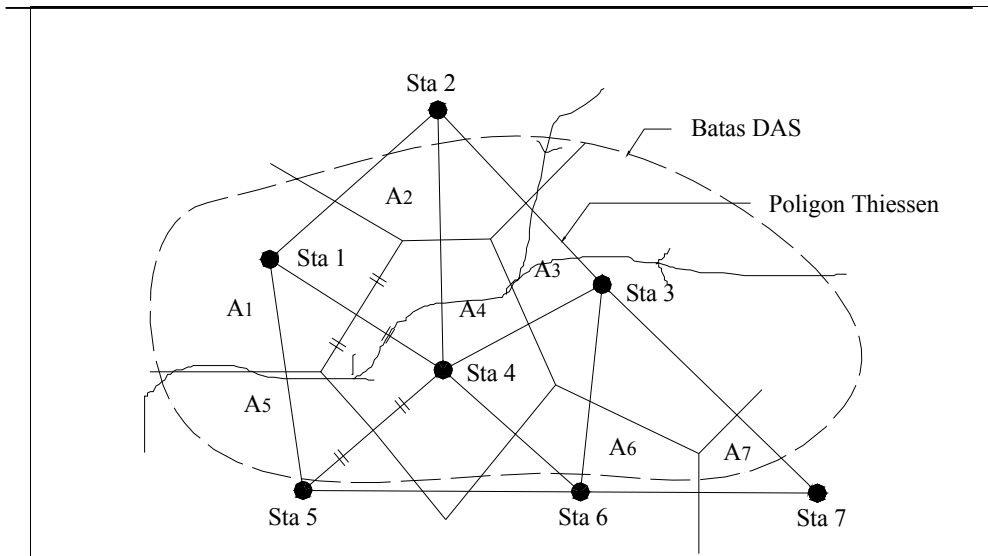 Sta 2
Batas DAS
A2
Poligon Thiessen
Sta 1
A3
Sta 3
A1
A4
Sta 4
A5
A6
A7
Sta 5
Sta 6
Sta 7